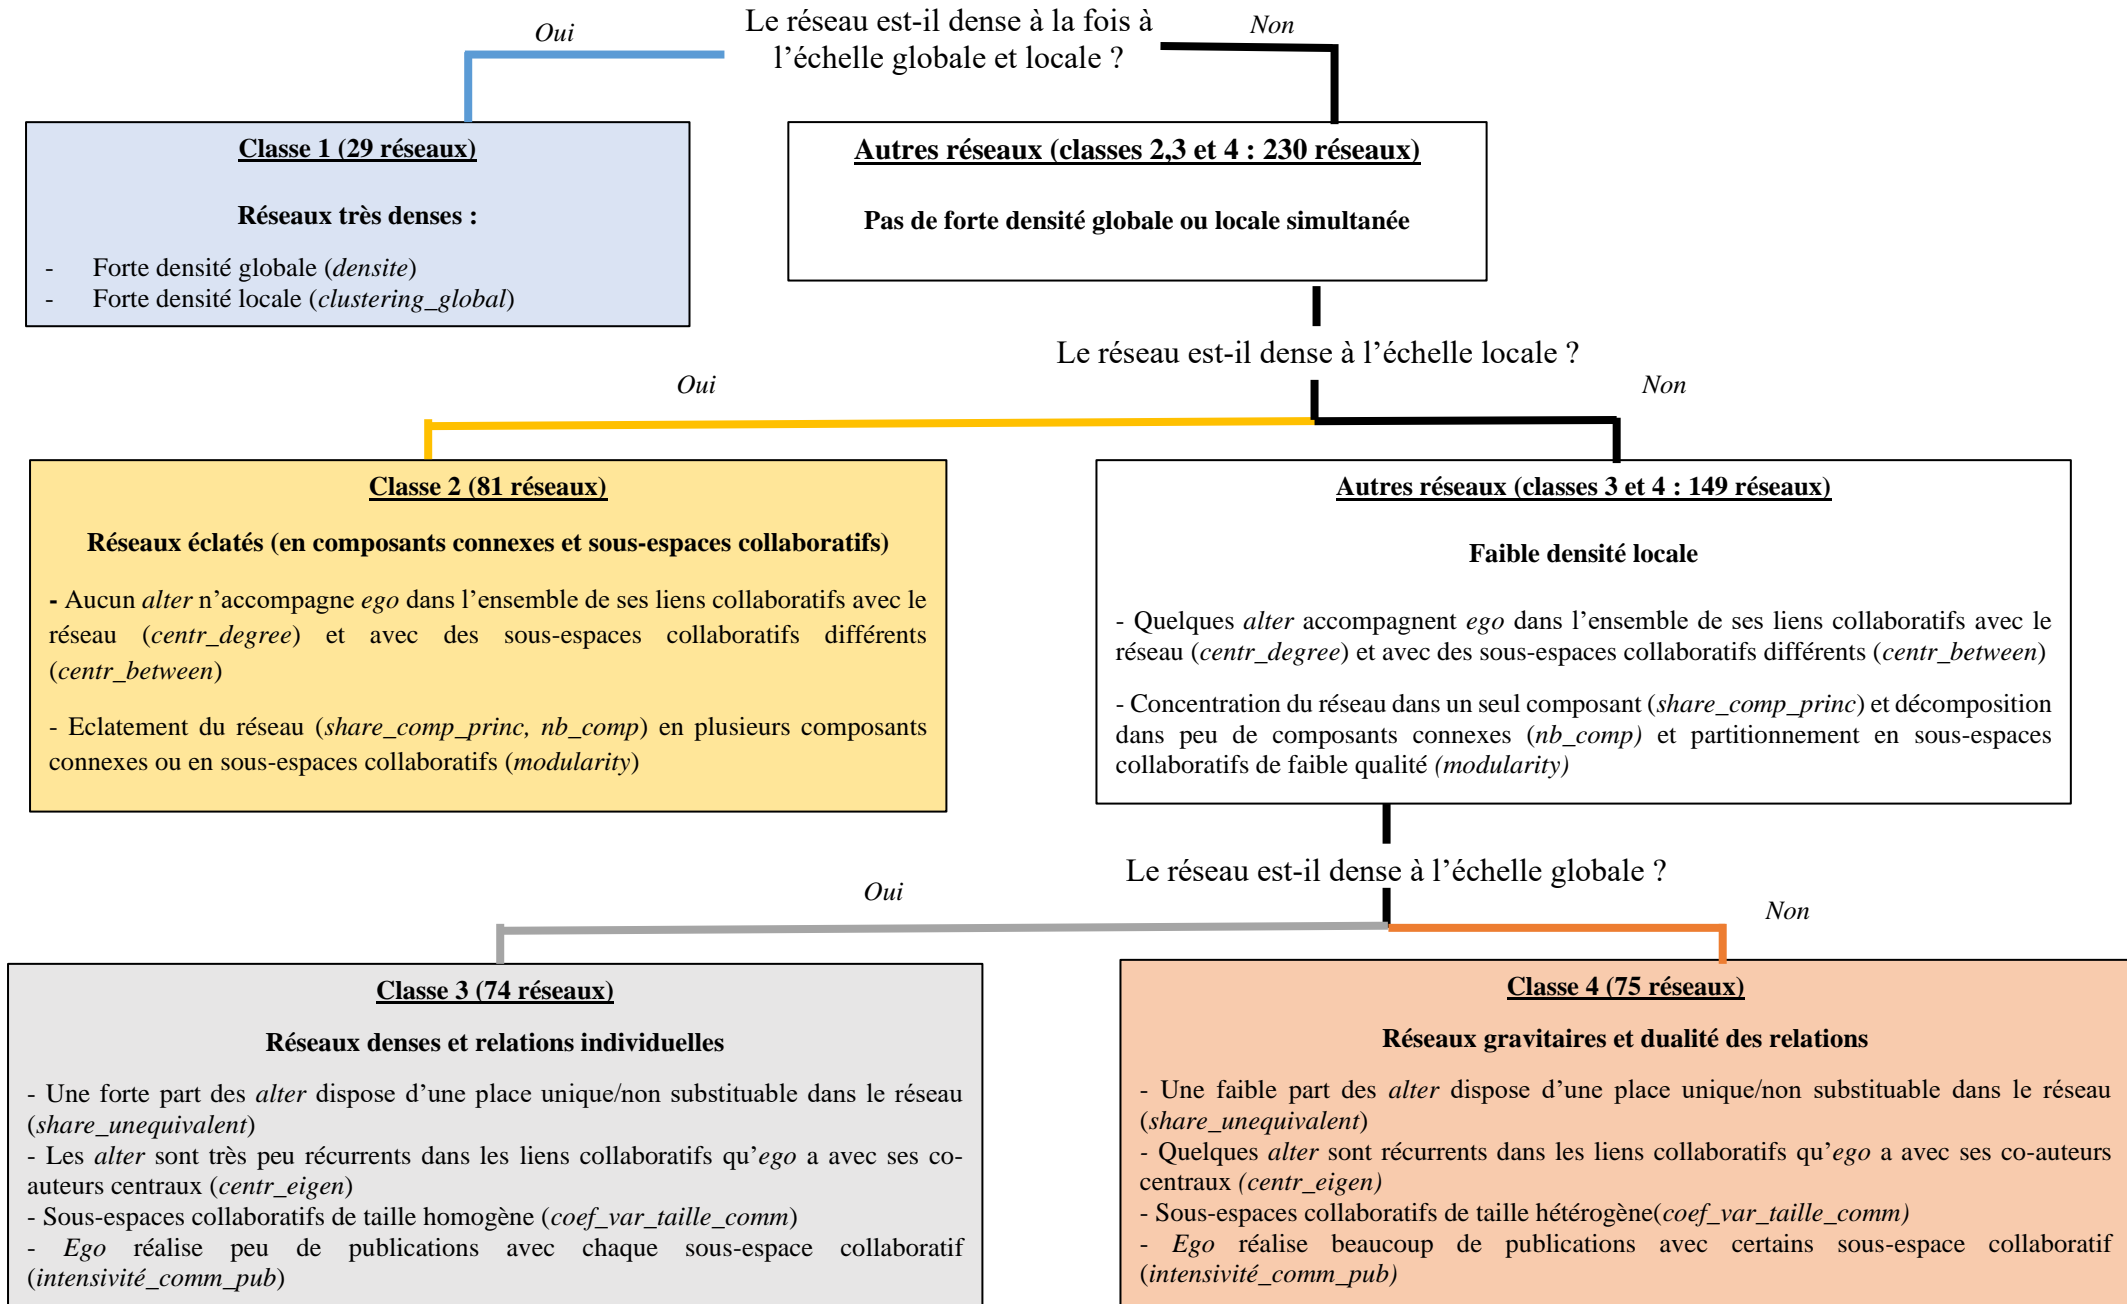 Le réseau est-il dense à la fois à
l’échelle globale et locale ?
Oui
Non
Classe 1 (29 réseaux)
Réseaux très denses :
- Forte densité globale (densite)
- Forte densité locale (clustering_global)
Autres réseaux (classes 2,3 et 4 : 230 réseaux)
Pas de forte densité globale ou locale simultanée
Le réseau est-il dense à l’échelle locale ?
Oui
Non
Classe 2 (81 réseaux)
Réseaux éclatés (en composants connexes et sous-espaces collaboratifs)
- Aucun alter n’accompagne ego dans l’ensemble de ses liens collaboratifs avec le
réseau (centr_degree) et avec des sous-espaces collaboratifs différents
(centr_between)
- Eclatement du réseau (share_comp_princ, nb_comp) en plusieurs composants
connexes ou en sous-espaces collaboratifs (modularity)
Autres réseaux (classes 3 et 4 : 149 réseaux)
Faible densité locale
- Quelques alter accompagnent ego dans l’ensemble de ses liens collaboratifs avec le
réseau (centr_degree) et avec des sous-espaces collaboratifs différents (centr_between)
- Concentration du réseau dans un seul composant (share_comp_princ) et décomposition
dans peu de composants connexes (nb_comp) et partitionnement en sous-espaces
collaboratifs de faible qualité (modularity)
Le réseau est-il dense à l’échelle globale ?
Oui
Non
Classe 3 (74 réseaux)
Réseaux denses et relations individuelles
- Une forte part des alter dispose d’une place unique/non substituable dans le réseau
(share_unequivalent)
- Les alter sont très peu récurrents dans les liens collaboratifs qu’ego a avec ses co-
auteurs centraux (centr_eigen)
- Sous-espaces collaboratifs de taille homogène (coef_var_taille_comm)
- Ego réalise peu de publications avec chaque sous-espace collaboratif
(intensivité_comm_pub)
Classe 4 (75 réseaux)
Réseaux gravitaires et dualité des relations
- Une faible part des alter dispose d’une place unique/non substituable dans le réseau
(share_unequivalent)
- Quelques alter sont récurrents dans les liens collaboratifs qu’ego a avec ses co-auteurs
centraux (centr_eigen)
- Sous-espaces collaboratifs de taille hétérogène(coef_var_taille_comm)
- Ego réalise beaucoup de publications avec certains sous-espace collaboratif
(intensivité_comm_pub)